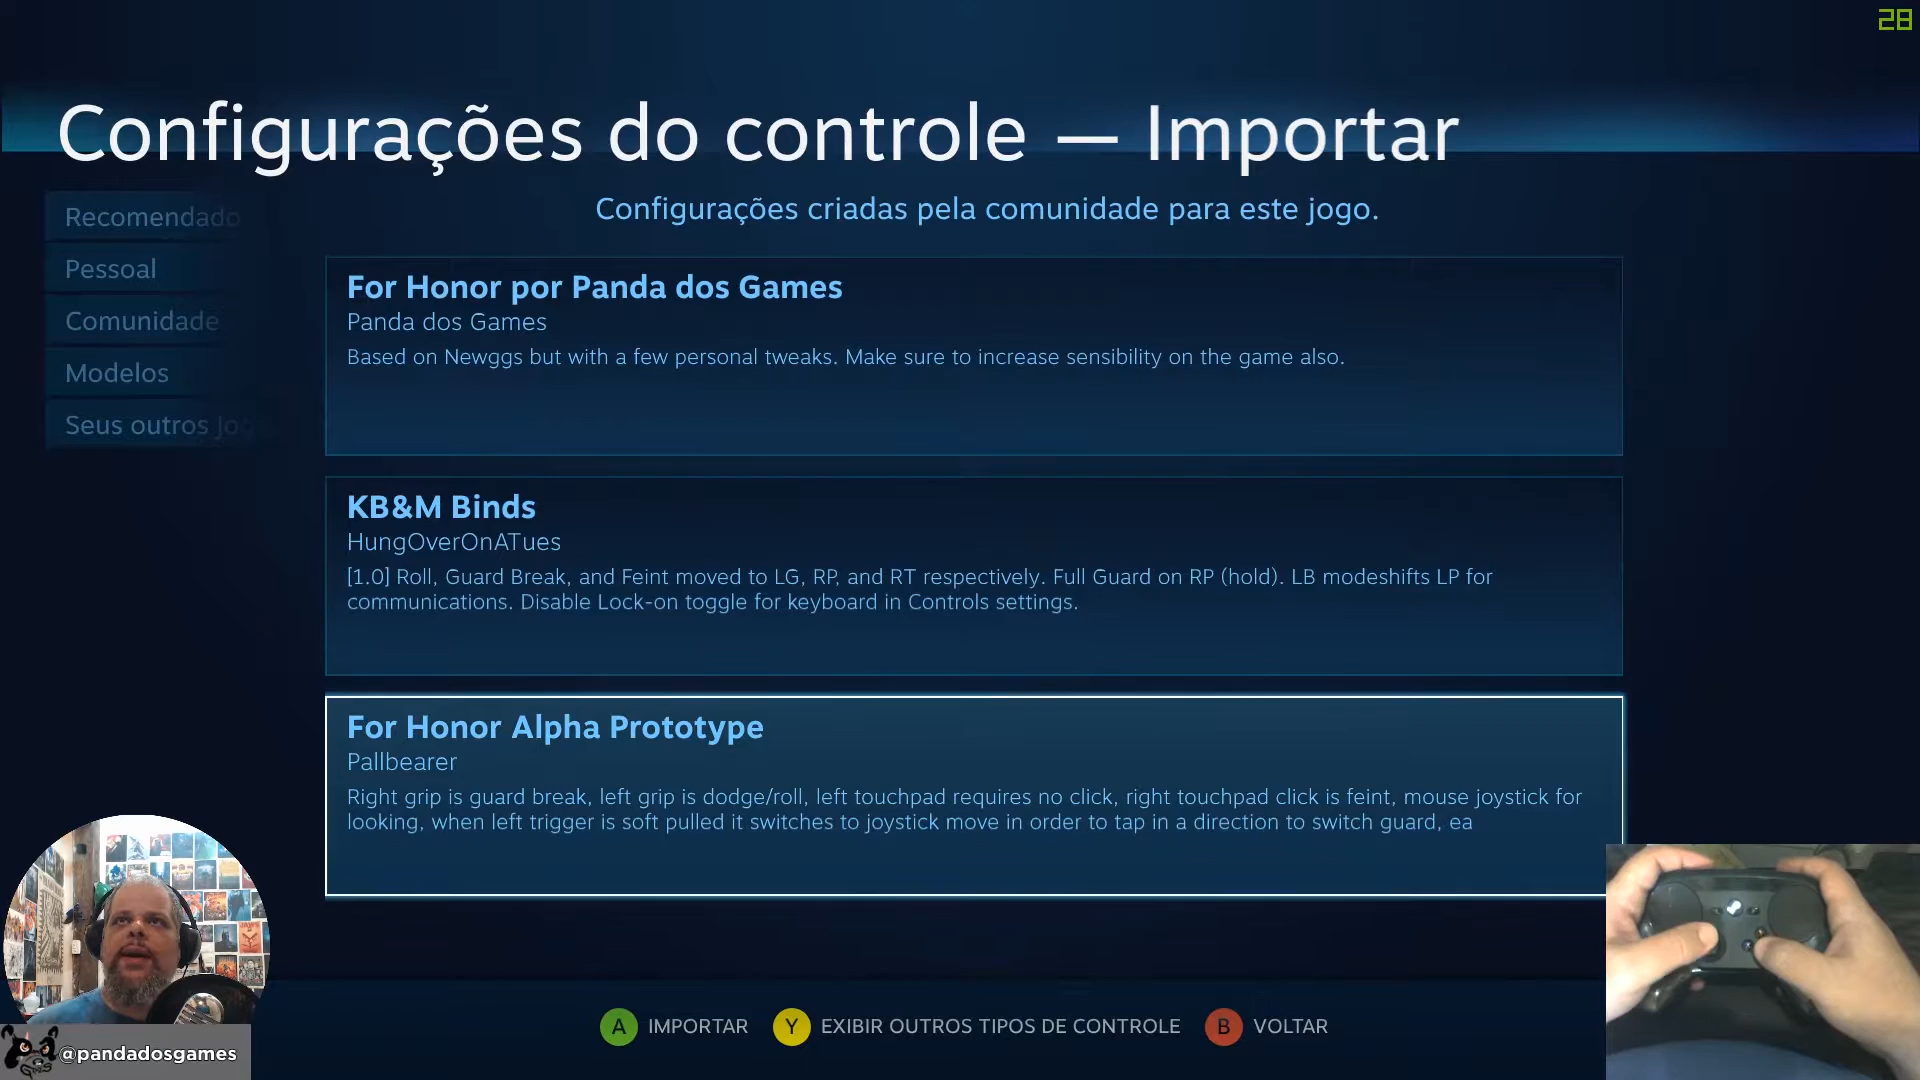 28
Configurações do controle — Importar
Configurações criadas pela comunidade para este jogo.
Recomendado
Pessoal
Comunidade
Modelos
Seus outros jo
For Honor por Panda dos Games
Panda dos Games
Based on Newggs but with a few personal tweaks. Make sure to increase sensibility on the game also.
KB&M Binds
HungOverOnATues
[1.0] Roll, Guard Break, and Feint moved to LG, RP, and RT respectively. Full Guard on RP (hold). LB modeshifts LP for
communications. Disable Lock-on toggle for keyboard in Controls settings.
For Honor Alpha Prototype
Pallbearer
Right grip is guard break, left grip is dodge/roll, left touchpad requires no click, right touchpad click is feint, mouse joystick for
looking, when left trigger is soft pulled it switches to joystick move in order to tap in a direction to switch guard, ea
A IMPORTAR Y EXIBIR OUTROS TIPOS DE CONTROLE B VOLTAR
@pandadosgames